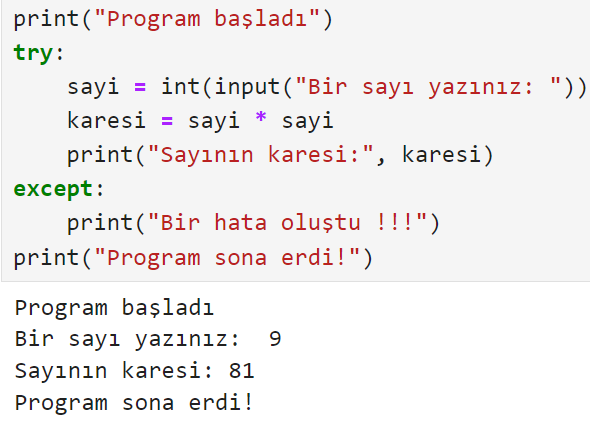 print("Program başladı")
try:
    sayi = int(input("Bir sayı yazınız: "))
    karesi = sayi * sayi
    print("Sayının karesi:", karesi)
except:
    print("Bir hata oluştu !!!")
print("Program sona erdi!")
Program başladı
Bir sayı yazınız:  9
Sayının karesi: 81
Program sona erdi!